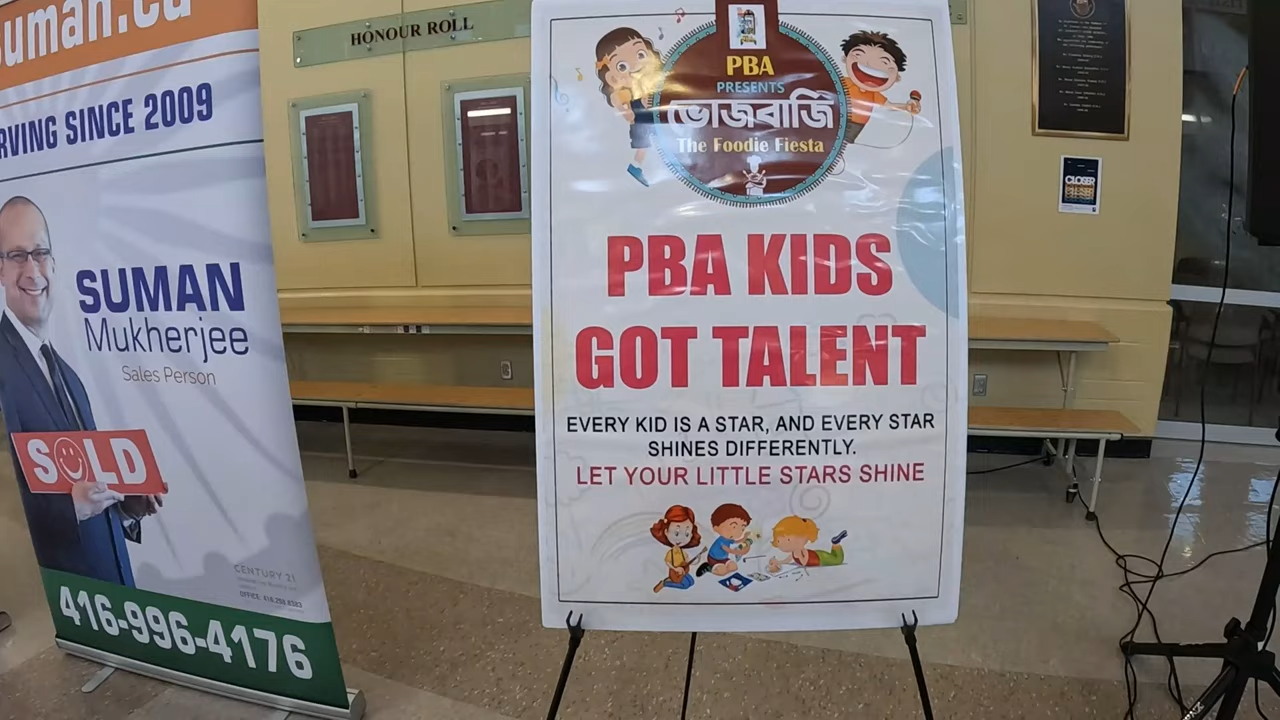 suman.ca
RVING SINCE 2009
SUMAN
Mukherjee
Sales Person
SOLD
CENTURY 21
416-996-4176
HONOUR ROLL
PBA
PRESENTS
ভোজবাজি
The Foodie Fiesta
PBA KIDS
GOT TALENT
EVERY KID IS A STAR, AND EVERY STAR
SHINES DIFFERENTLY.
LET YOUR LITTLE STARS SHINE
CLOSER